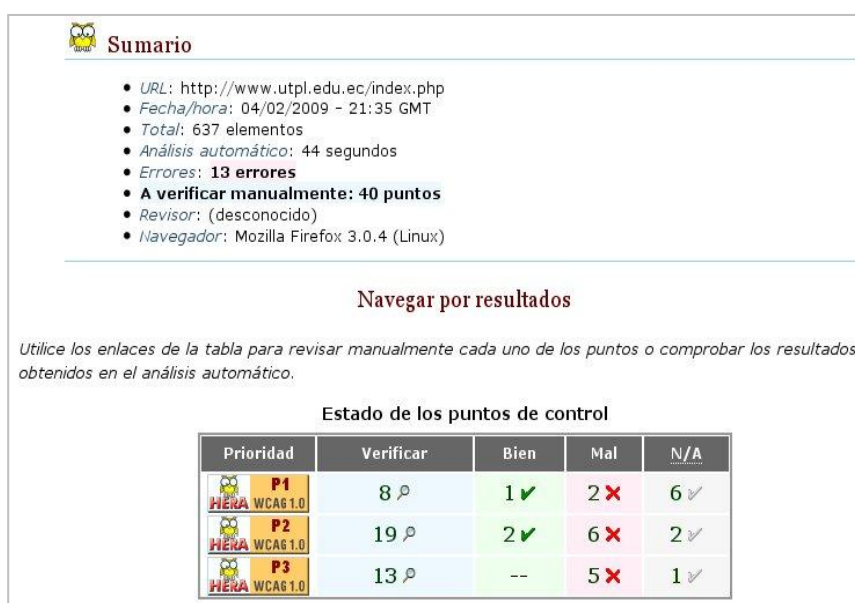 Sumario
• URL: http://www.utpl.edu.ec/index.php
• Fecha/hora: 04/02/2009 – 21:35 GMT
• Total: 637 elementos
• Análisis automático: 44 segundos
• Errores: 13 errores
• A verificar manualmente: 40 puntos
• Revisor: (desconocido)
• Navegador: Mozilla Firefox 3.0.4 (Linux)
Navegar por resultados
Utilice los enlaces de la tabla para revisar manualmente cada uno de los puntos o comprobar los resultados
obtenidos en el análisis automático.
Estado de los puntos de control
Prioridad Verificar Bien Mal N/A
HERA P1 WCAG 1.0 8 1 ✔ 2 ✘ 6 ✔
HERA P2 WCAG 1.0 19 2 ✔ 6 ✘ 2 ✔
HERA P3 WCAG 1.0 13 -- 5 ✘ 1 ✔